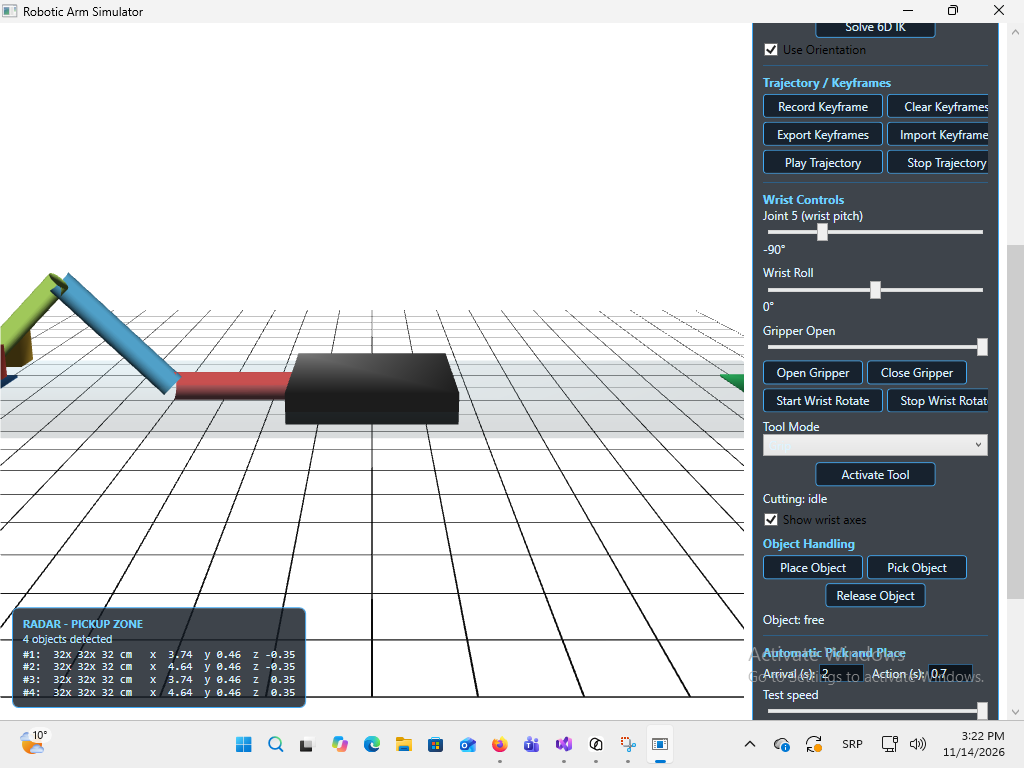 Robotic Arm Simulator
Solve 6D IK
Use Orientation
Trajectory / Keyframes
Record Keyframe Clear Keyframes
Export Keyframes Import Keyframe
Play Trajectory Stop Trajectory
Wrist Controls
Joint 5 (wrist pitch)
-90°
Wrist Roll
0°
Gripper Open
Open Gripper Close Gripper
Start Wrist Rotate Stop Wrist Rotat
Tool Mode
Activate Tool
Cutting: idle
Show wrist axes
Object Handling
Place Object Pick Object
Release Object
Object: free
Automatic Pick and Place
Arrival (s): 2 Action (s): 0.7
Test speed
Activate Windows
Go to Settings to activate Windows.
RADAR - PICKUP ZONE
4 objects detected
#1: 32x 32x 32 cm x 3.74 y 0.46 z -0.35
#2: 32x 32x 32 cm x 4.64 y 0.46 z -0.35
#3: 32x 32x 32 cm x 3.74 y 0.46 z 0.35
#4: 32x 32x 32 cm x 4.64 y 0.46 z 0.35
10°
SRP
3:22 PM
11/14/2026